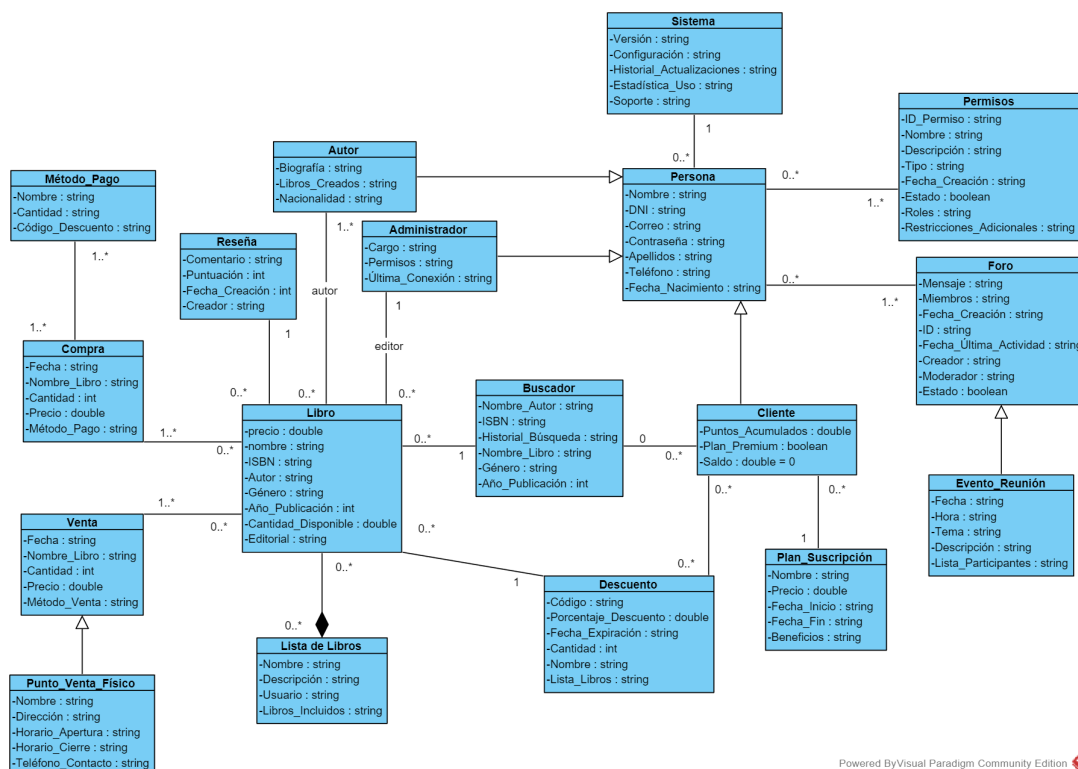 Sistema
-Versión : string
-Configuración : string
-Historial_Actualizaciones : string
-Estadística_Uso : string
-Soporte : string
1
0..*
Permisos
-ID_Permiso : string
-Nombre : string
-Descripción : string
-Tipo : string
-Fecha_Creación : string
-Estado : boolean
-Roles : string
-Restricciones_Adicionales : string
Autor
-Biografía : string
-Libros_Creados : string
-Nacionalidad : string
1..*
autor
0..*
Persona
-Nombre : string
-DNI : string
-Correo : string
-Contraseña : string
-Apellidos : string
-Teléfono : string
-Fecha_Nacimiento : string
0..*
1..*
0..*
1..*
Método_Pago
-Nombre : string
-Cantidad : string
-Código_Descuento : string
1..*
1..*
Administrador
-Cargo : string
-Permisos : string
-Última_Conexión : string
1
editor
0..*
Reseña
-Comentario : string
-Puntuación : int
-Fecha_Creación : int
-Creador : string
1
0..*
Foro
-Mensaje : string
-Miembros : string
-Fecha_Creación : string
-ID : string
-Fecha_Última_Actividad : string
-Creador : string
-Moderador : string
-Estado : boolean
Compra
-Fecha : string
-Nombre_Libro : string
-Cantidad : int
-Precio : double
-Método_Pago : string
1..*
0..*
Libro
-precio : double
-nombre : string
-ISBN : string
-Autor : string
-Género : string
-Año_Publicación : int
-Cantidad_Disponible : double
-Editorial : string
0..*
1
Buscador
-Nombre_Autor : string
-ISBN : string
-Historial_Búsqueda : string
-Nombre_Libro : string
-Género : string
-Año_Publicación : int
0
0..*
Cliente
-Puntos_Acumulados : double
-Plan_Premium : boolean
-Saldo : double = 0
0..*
0..*
0..*
1
Evento_Reunión
-Fecha : string
-Hora : string
-Tema : string
-Descripción : string
-Lista_Participantes : string
1..*
0..*
Venta
-Fecha : string
-Nombre_Libro : string
-Cantidad : int
-Precio : double
-Método_Venta : string
0..*
1
0..*
0..*
Plan_Suscripción
-Nombre : string
-Precio : double
-Fecha_Inicio : string
-Fecha_Fin : string
-Beneficios : string
Descuento
-Código : string
-Porcentaje_Descuento : double
-Fecha_Expiración : string
-Cantidad : int
-Nombre : string
-Lista_Libros : string
Lista de Libros
-Nombre : string
-Descripción : string
-Usuario : string
-Libros_Incluidos : string
Punto_Venta_Físico
-Nombre : string
-Dirección : string
-Horario_Apertura : string
-Horario_Cierre : string
-Teléfono_Contacto : string
Powered ByVisual Paradigm Community Edition